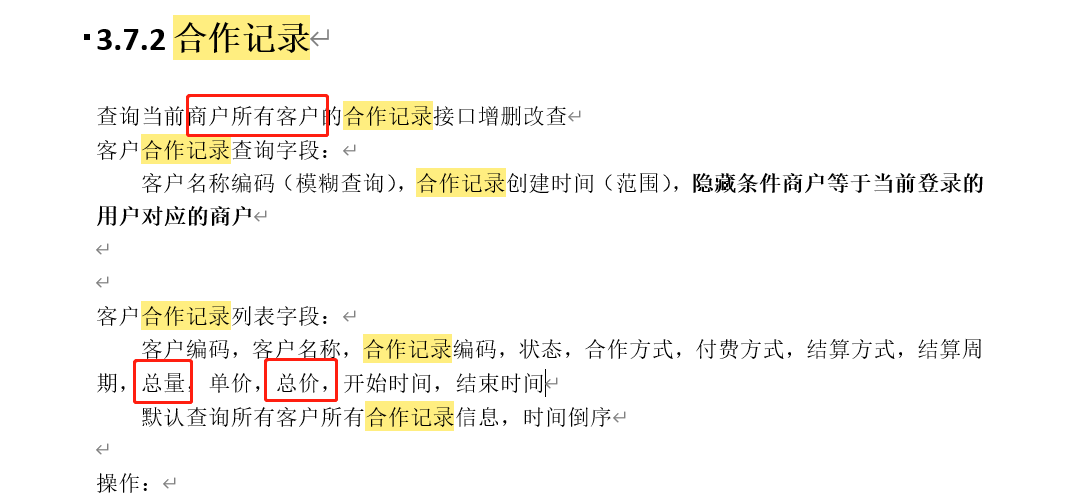 3.7.2 合作记录
查询当前商户所有客户的合作记录接口增删改查
客户合作记录查询字段：
客户名称编码（模糊查询），合作记录创建时间（范围），隐藏条件商户等于当前登录的
用户对应的商户
客户合作记录列表字段：
客户编码，客户名称，合作记录编码，状态，合作方式，付费方式，结算方式，结算周
期，总量，单价，总价，开始时间，结束时间
默认查询所有客户所有合作记录信息，时间倒序
操作：